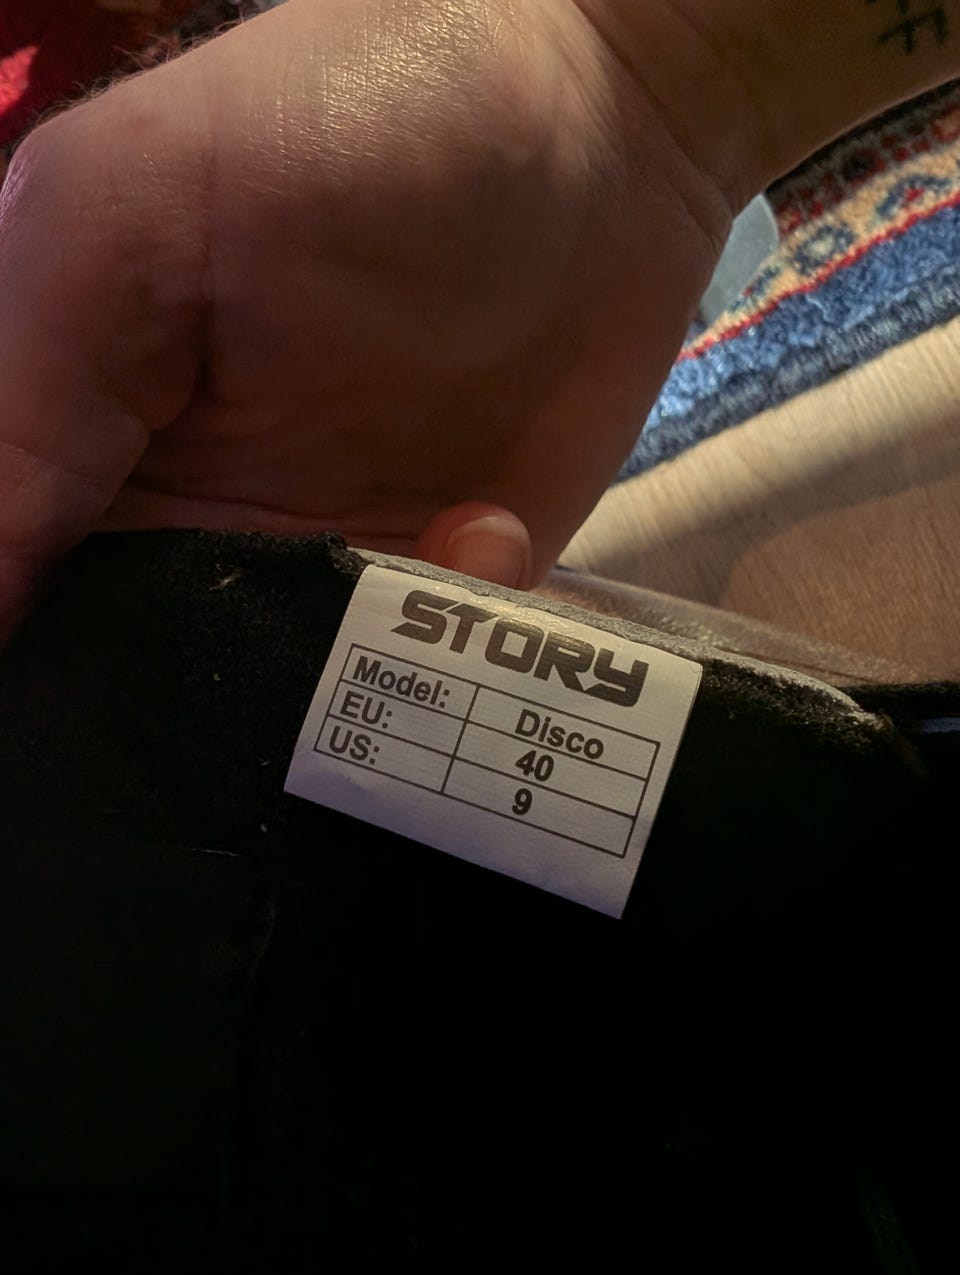 STORY
Model: Disco
EU: 40
US: 9